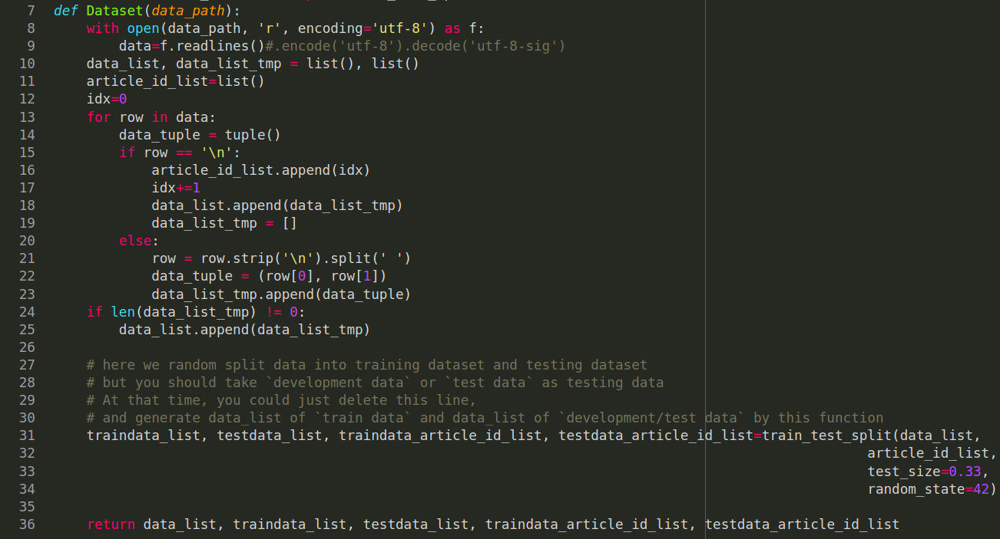 7 def Dataset(data_path):
8     with open(data_path, 'r', encoding='utf-8') as f:
9         data=f.readlines()#.encode('utf-8').decode('utf-8-sig')
10     data_list, data_list_tmp = list(), list()
11     article_id_list=list()
12     idx=0
13     for row in data:
14         data_tuple = tuple()
15         if row == '\n':
16             article_id_list.append(idx)
17             idx+=1
18             data_list.append(data_list_tmp)
19             data_list_tmp = []
20         else:
21             row = row.strip('\n').split(' ')
22             data_tuple = (row[0], row[1])
23             data_list_tmp.append(data_tuple)
24     if len(data_list_tmp) != 0:
25         data_list.append(data_list_tmp)
26
27     # here we random split data into training dataset and testing dataset
28     # but you should take `development data` or `test data` as testing data
29     # At that time, you could just delete this line,
30     # and generate data_list of `train data` and data_list of `development/test data` by this function
31     traindata_list, testdata_list, traindata_article_id_list, testdata_article_id_list=train_test_split(data_list,
32                                                                                                     article_id_list,
33                                                                                                     test_size=0.33,
34                                                                                                     random_state=42)
35
36     return data_list, traindata_list, testdata_list, traindata_article_id_list, testdata_article_id_list